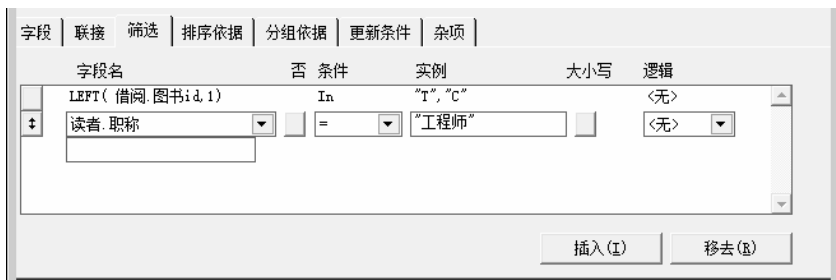 字段 联接 筛选 排序依据 分组依据 更新条件 杂项
字段名 否 条件 实例 大小写 逻辑
LEFT( 借阅.图书id,1) In "T","C" <无>
读者.职称 = "工程师" <无>
插入(I) 移去(R)